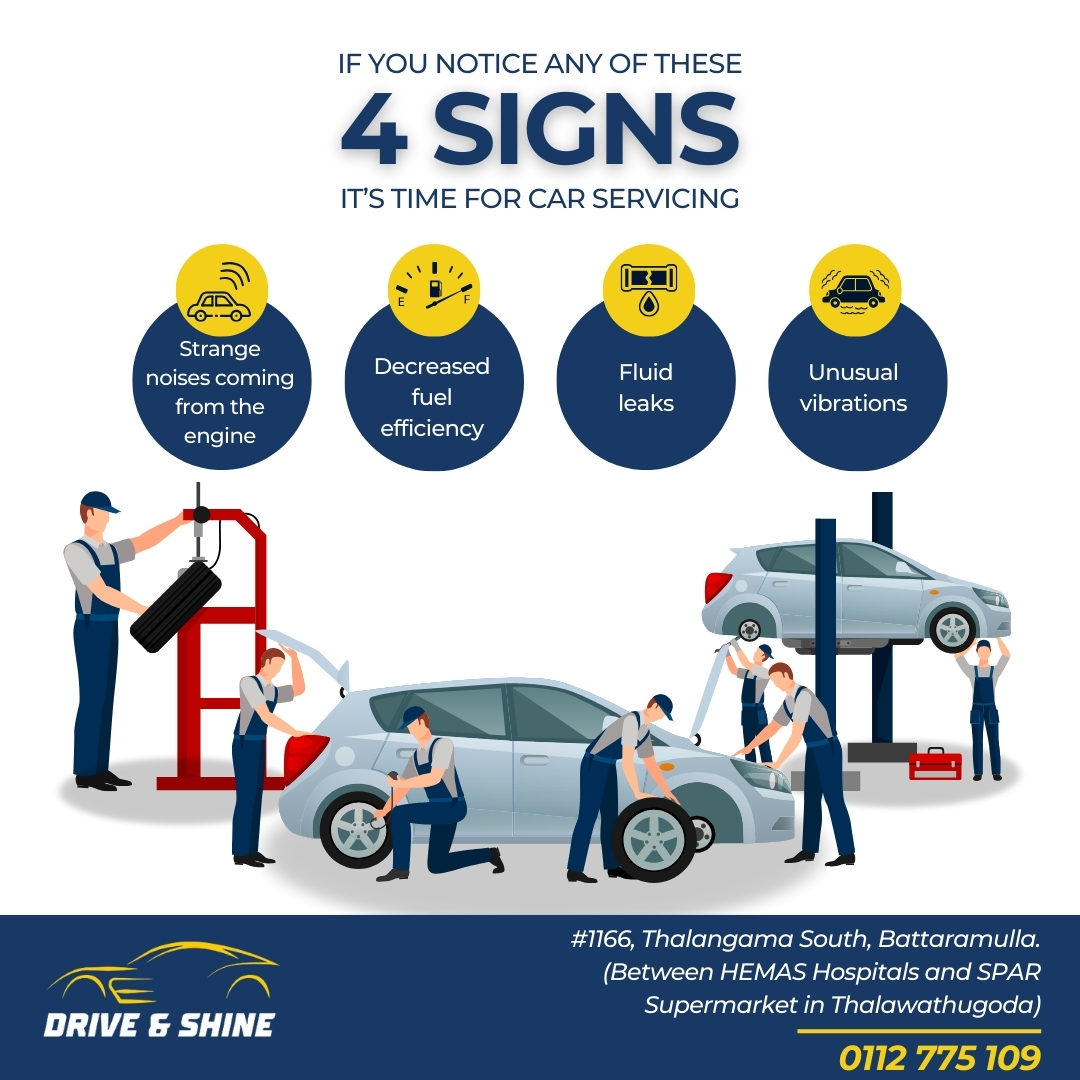 IF YOU NOTICE ANY OF THESE
4 SIGNS
IT'S TIME FOR CAR SERVICING
Strange
noises coming
from the
engine
E
F
Decreased
fuel
efficiency
Fluid
leaks
Unusual
vibrations
DRIVE & SHINE
#1166, Thalangama South, Battaramulla.
(Between HEMAS Hospitals and SPAR
Supermarket in Thalawathugoda)
0112 775 109